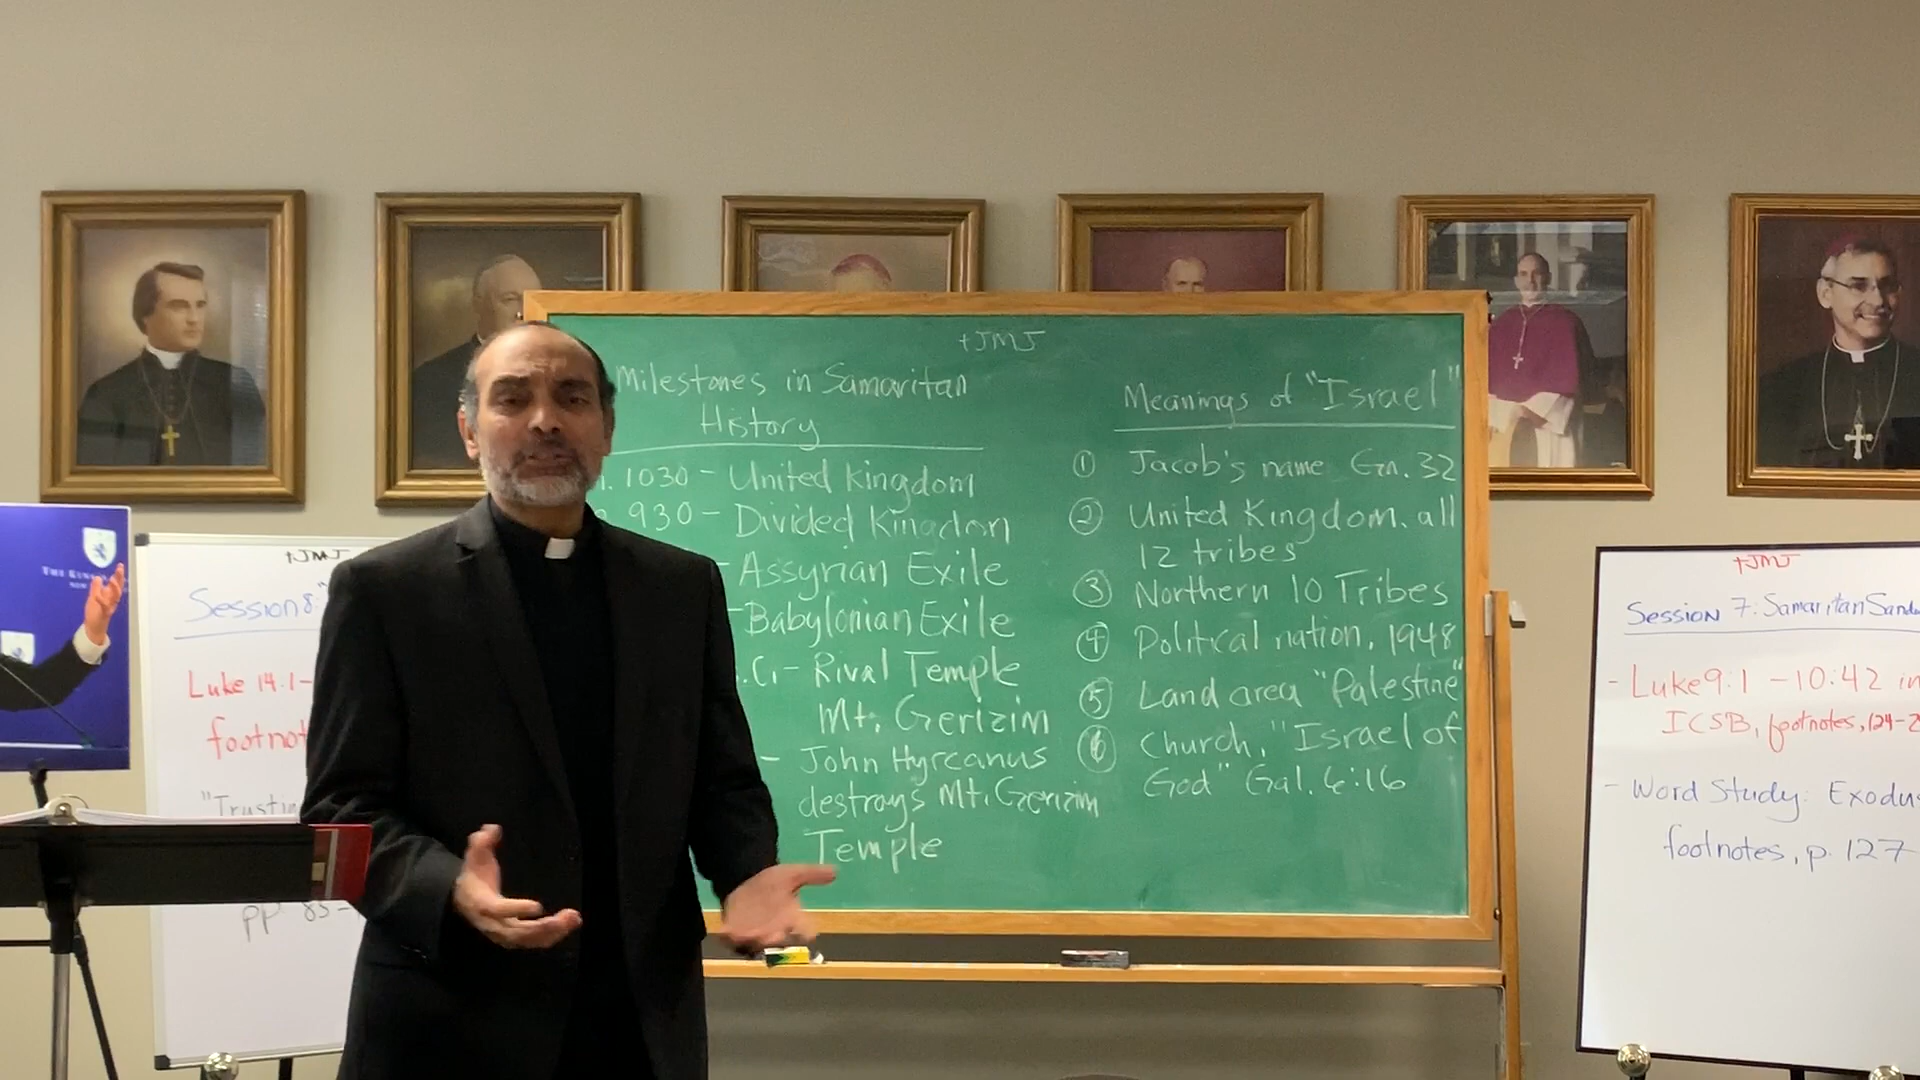 +JMJ
Milestones in Samaritan
History
1030 - United Kingdom
930 - Divided Kingdom
- Assyrian Exile
- Babylonian Exile
.C. - Rival Temple
Mt. Gerizim
- John Hyrcanus
destroys Mt. Gerizim
Temple
Meanings of "Israel"
① Jacob's name Gen. 32
② United Kingdom, all
12 tribes
③ Northern 10 Tribes
④ Political nation, 1948
⑤ Land area "Palestine"
⑥ Church, "Israel of
God" Gal. 6:16
+JMJ
Session 8:
Luke 14:1-
footnot
"Trustin
pp 85-
+JMJ
Session 7: Samaritan Sand
- Luke 9:1 - 10:42 in
ICSB, footnotes, 124-2
- Word Study: Exodu
footnotes, p. 127